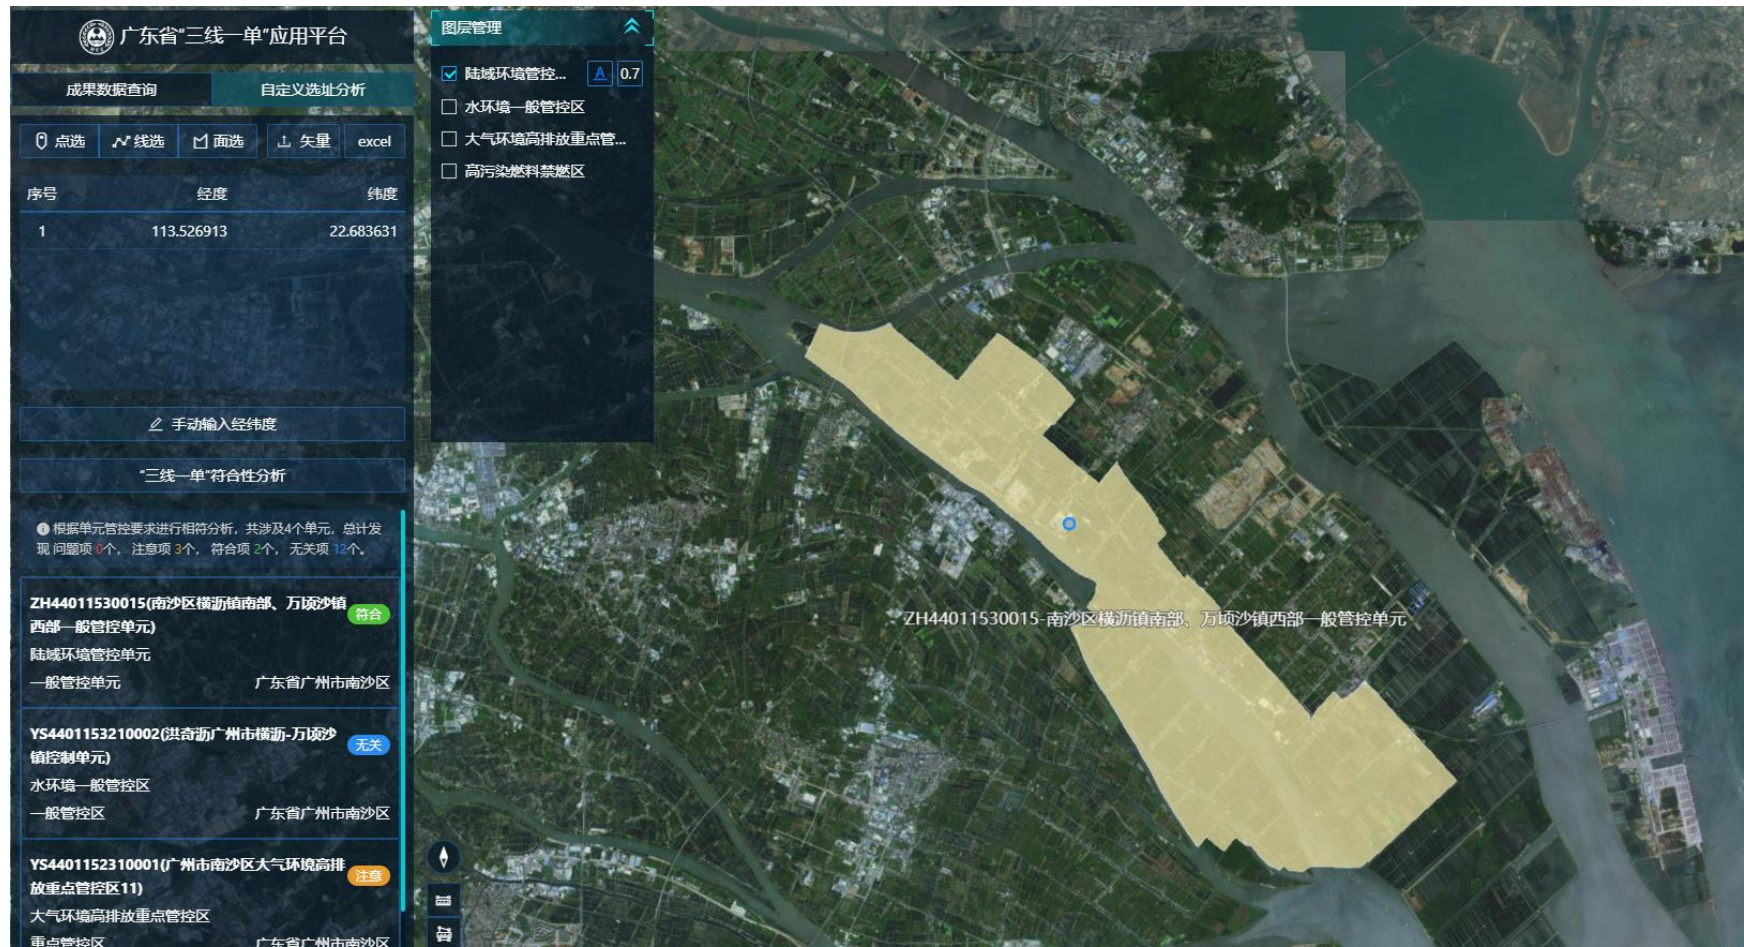 广东省“三线一单”应用平台
成果数据查询
自定义选址分析
点选
线选
面选
矢量
excel
序号 经度 纬度
1 113.526913 22.683631
手动输入经纬度
“三线一单”符合性分析
根据单元管控要求进行相符分析，共涉及4个单元，总计发
现 问题项 0个， 注意项 3个， 符合项 2个， 无关项 12个。
ZH44011530015(南沙区横沥镇南部、万顷沙镇
西部一般管控单元)
符合
陆域环境管控单元
一般管控单元 广东省广州市南沙区
YS4401153210002(洪奇沥广州市横沥-万顷沙
镇控制单元)
无关
水环境一般管控区
一般管控区 广东省广州市南沙区
YS4401152310001(广州市南沙区大气环境高排
放重点管控区11)
注意
大气环境高排放重点管控区
重点管控区 广东省广州市南沙区
图层管理
陆域环境管控... A 0.7
水环境一般管控区
大气环境高排放重点管...
高污染燃料禁燃区
ZH44011530015-南沙区横沥镇南部、万顷沙镇西部一般管控单元